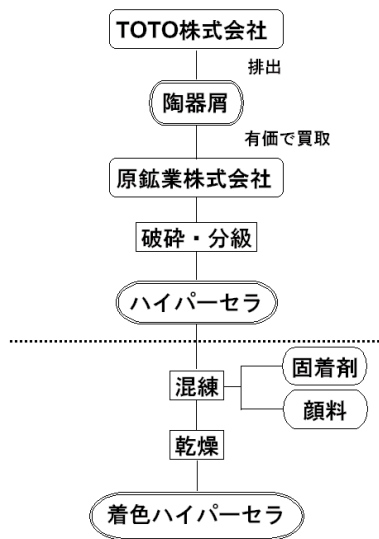 TOTO株式会社
排出
陶器屑
有価で買取
原鉱業株式会社
破砕・分級
ハイパーセラ
固着剤
混練
顔料
乾燥
着色ハイパーセラ